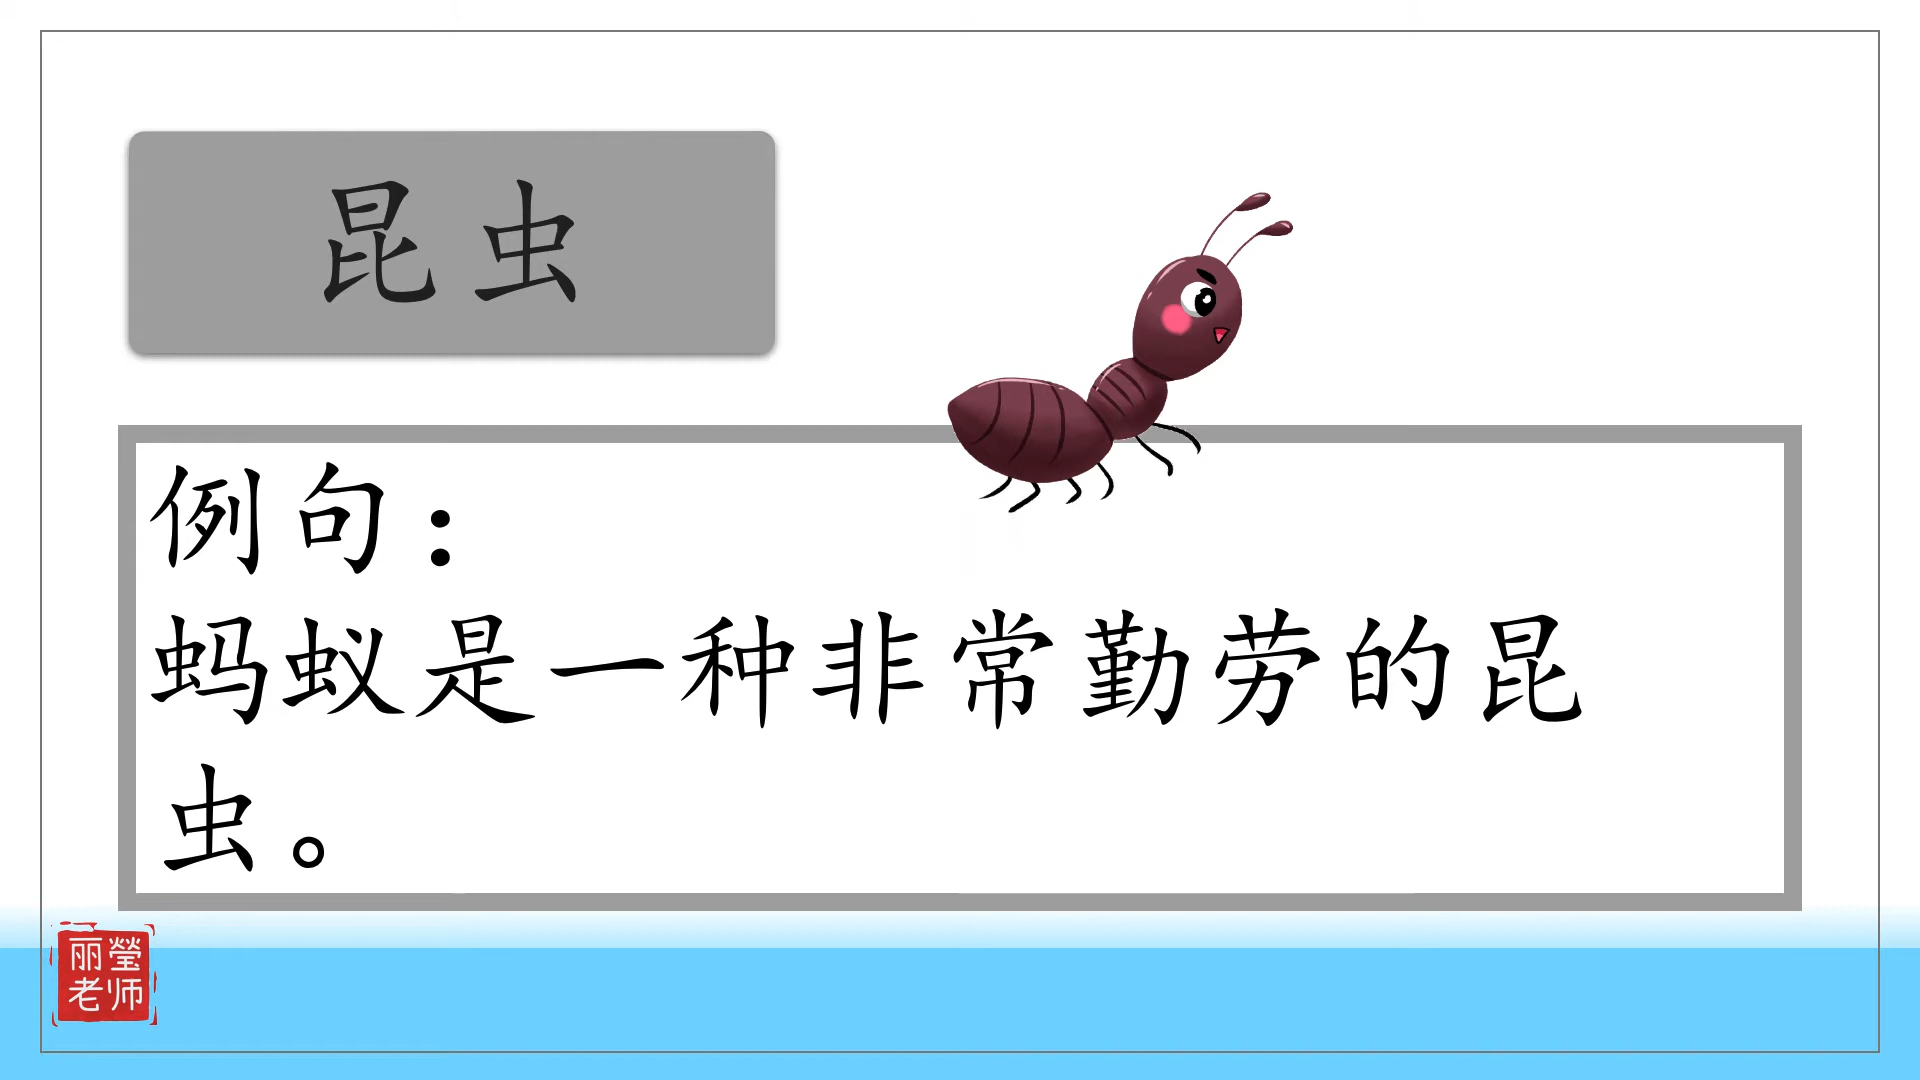 昆虫
例句：
蚂蚁是一种非常勤劳的昆
虫。
丽莹
老师